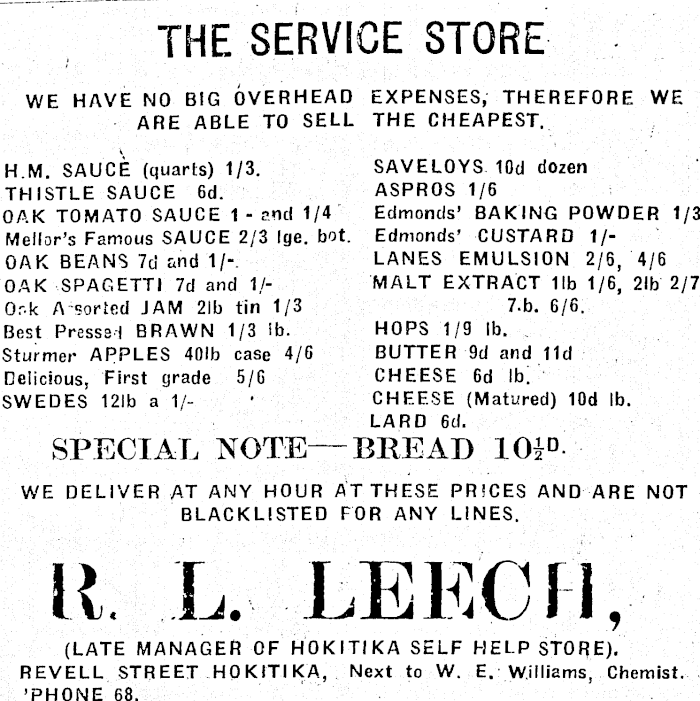 THE SERVICE STORE
WE HAVE NO BIG OVERHEAD EXPENSES, THEREFORE WE
ARE ABLE TO SELL THE CHEAPEST.
H.M. SAUCE (quarts) 1/3.
THISTLE SAUCE 6d.
OAK TOMATO SAUCE 1 - and 1/4
Mellor's Famous SAUCE 2/3 lge. bot.
OAK BEANS 7d and 1/-.
OAK SPAGETTI 7d and 1/-
Oak A sorted JAM 2lb tin 1/3
Best Pressed BRAWN 1/3 lb.
Sturmer APPLES 40lb case 4/6
Delicious, First grade 5/6
SWEDES 12lb a 1/-
SAVELOYS 10d dozen
ASPROS 1/6
Edmonds' BAKING POWDER 1/3
Edmonds' CUSTARD 1/-
LANES EMULSION 2/6, 4/6
MALT EXTRACT 1lb 1/6, 2lb 2/7
7.b. 6/6.
HOPS 1/9 lb.
BUTTER 9d and 11d
CHEESE 6d lb.
CHEESE (Matured) 10d lb.
LARD 6d.
SPECIAL NOTE—BREAD 10½D.
WE DELIVER AT ANY HOUR AT THESE PRICES AND ARE NOT
BLACKLISTED FOR ANY LINES.
R. L. LEECH,
(LATE MANAGER OF HOKITIKA SELF HELP STORE).
REVELL STREET HOKITIKA, Next to W. E. Williams, Chemist.
'PHONE 68.